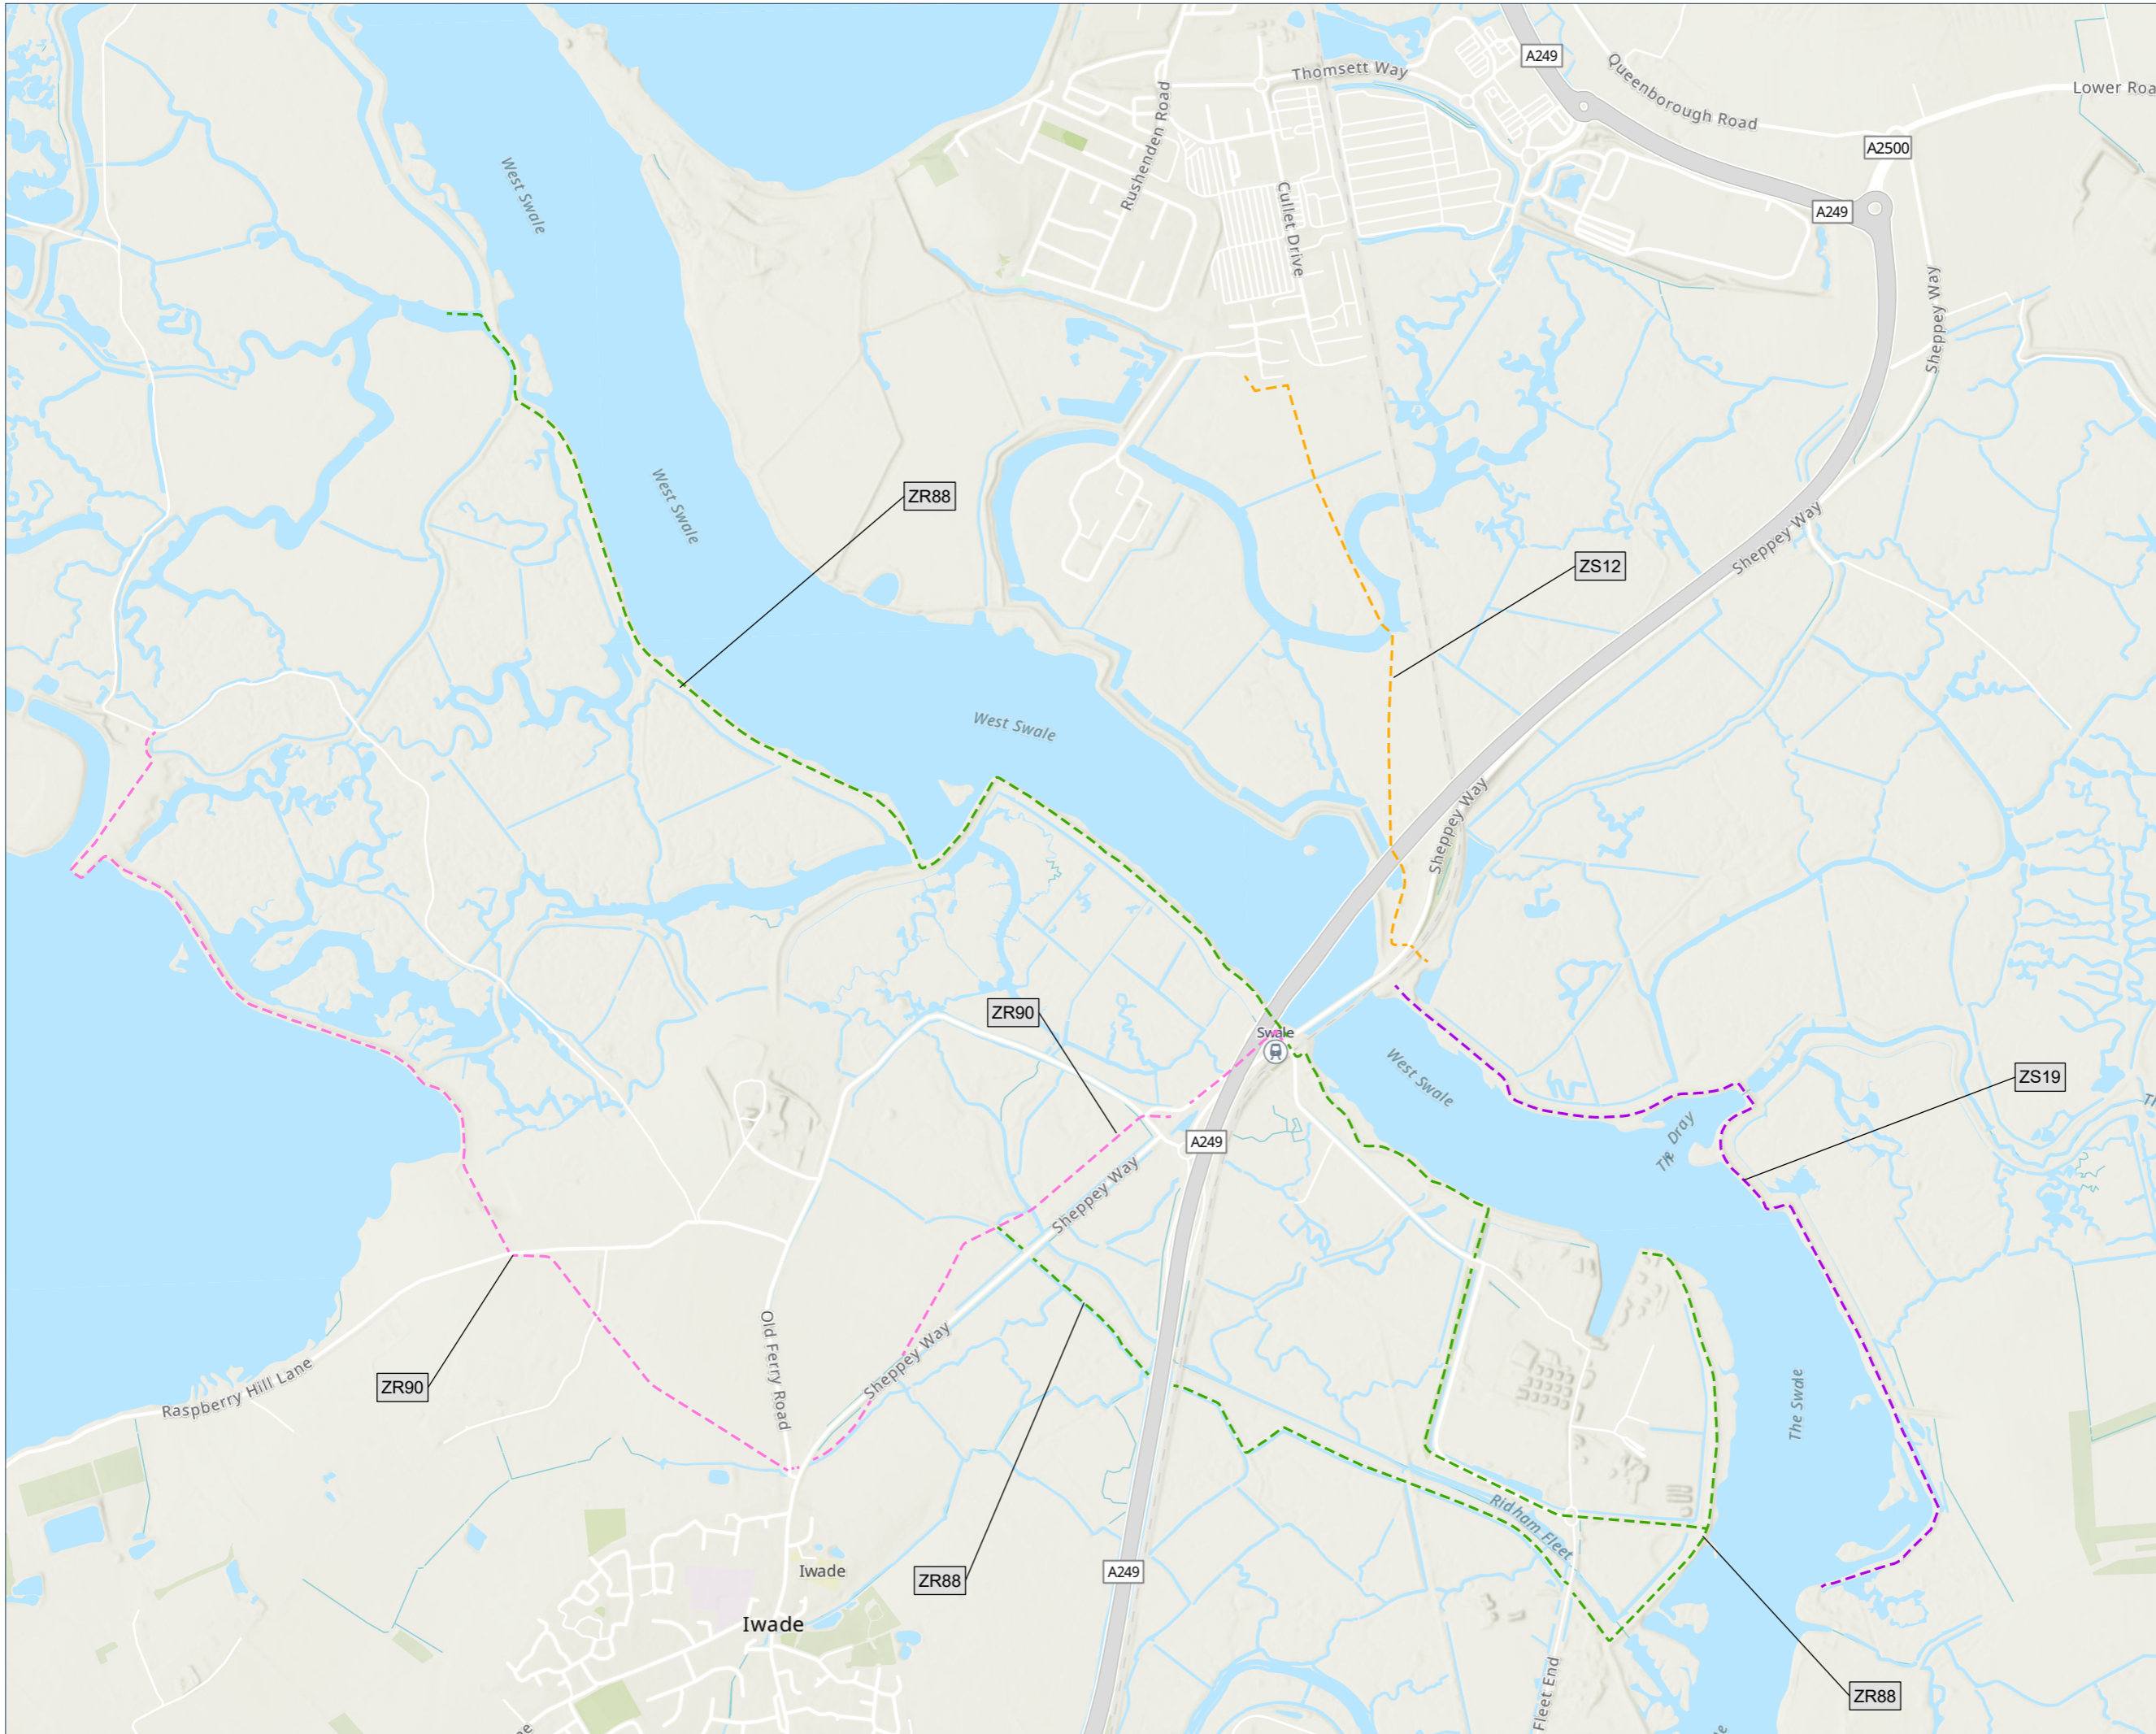 A249
Thomsett Way
Queenborough Road
Lower Roa
A2500
Rushenden Road
West Swale
Cullet Drive
A249
Sheppey Way
ZR88
West Swale
Sheppey Way
ZS12
West Swale
Sheppey Way
ZR90
Swale
West Swale
ZS19
The Dray
A249
Sheppey Way
Old Ferry Road
Sheppey Way
Raspberry Hill Lane
ZR90
The Swale
Ridham Fleet
Iwade
A249
ZR88
Iwade
Fleet End
ZR88